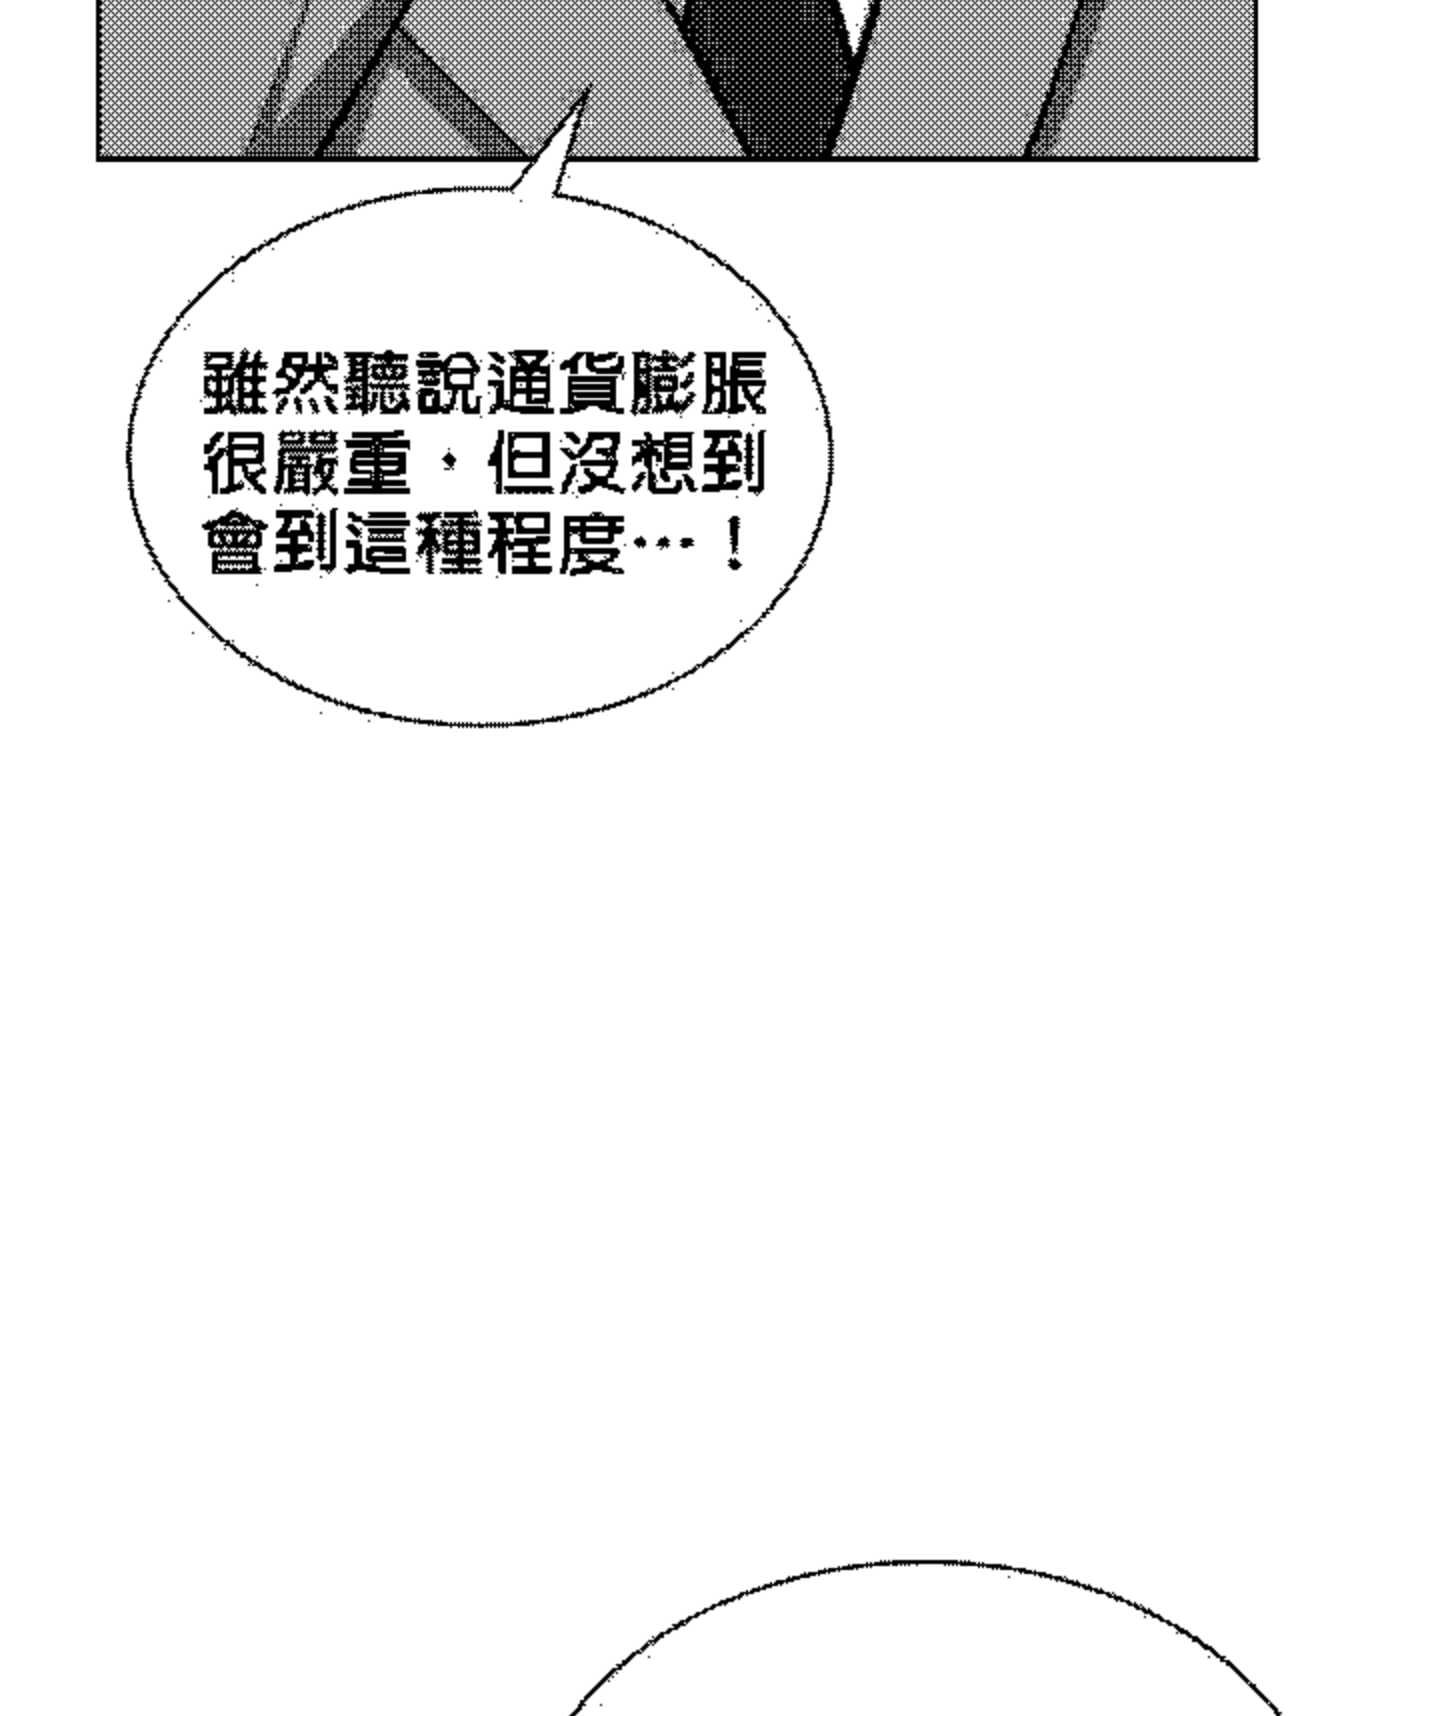 雖然聽說通貨膨脹
很嚴重，但沒想到
會到這種程度…！